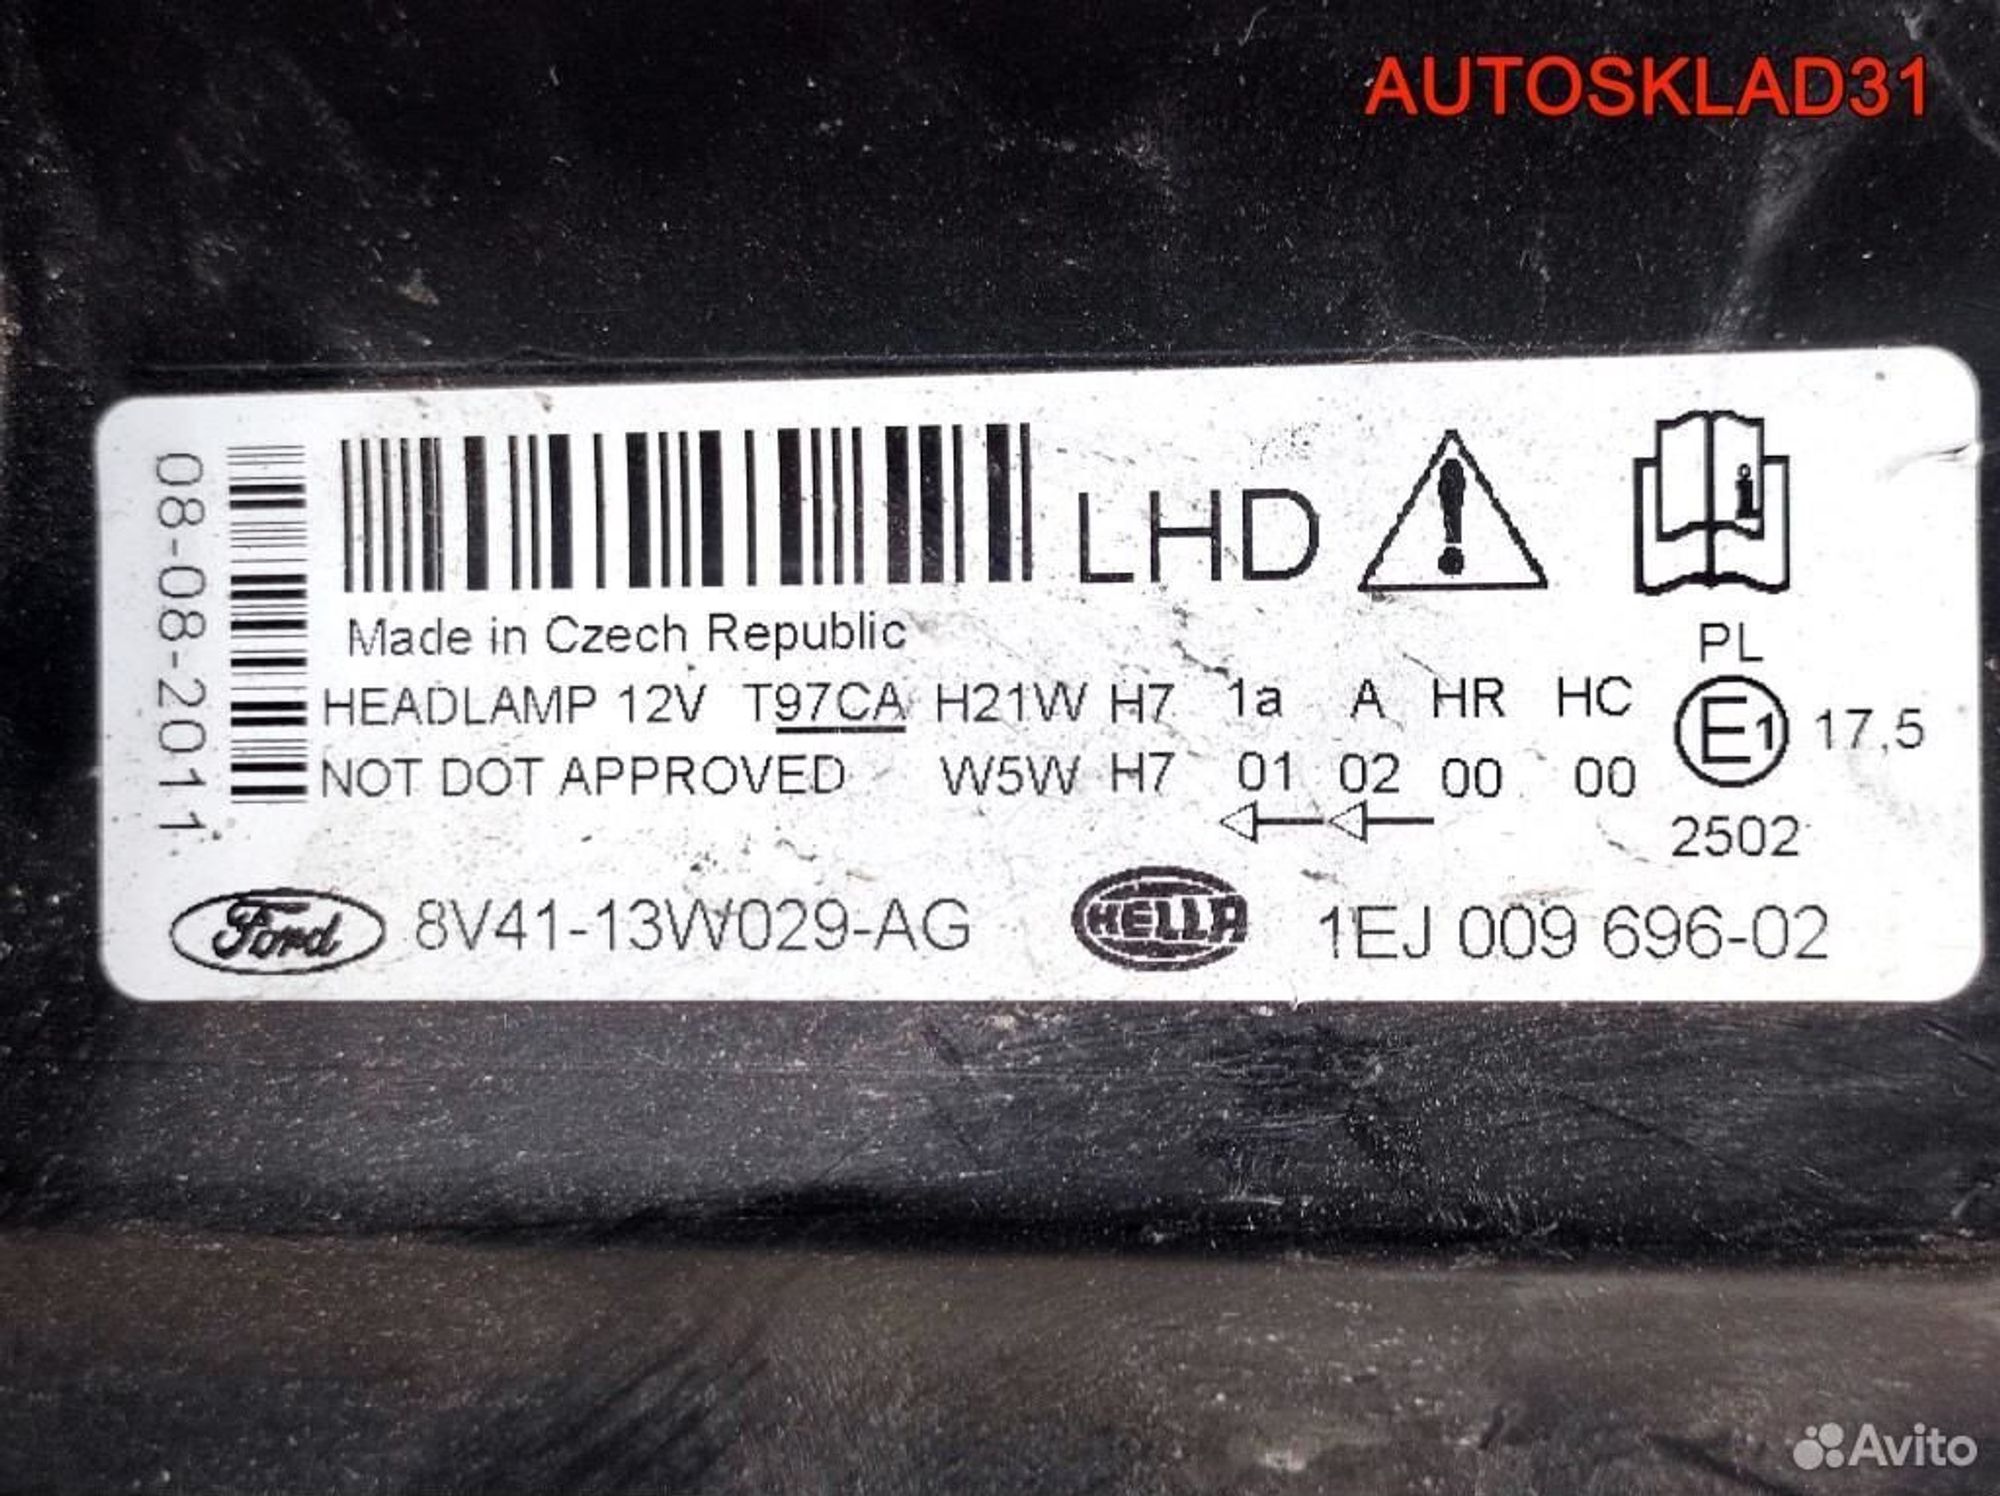 AUTOSKLAD31
08-08-2011
LHD
Made in Czech Republic
PL
HEADLAMP 12V T97CA H21W H7 1a A HR HC E1 17,5
NOT DOT APPROVED W5W H7 01 02 00 00
2502
Ford 8V41-13W029-AG HELLA 1EJ 009 696-02
Avito